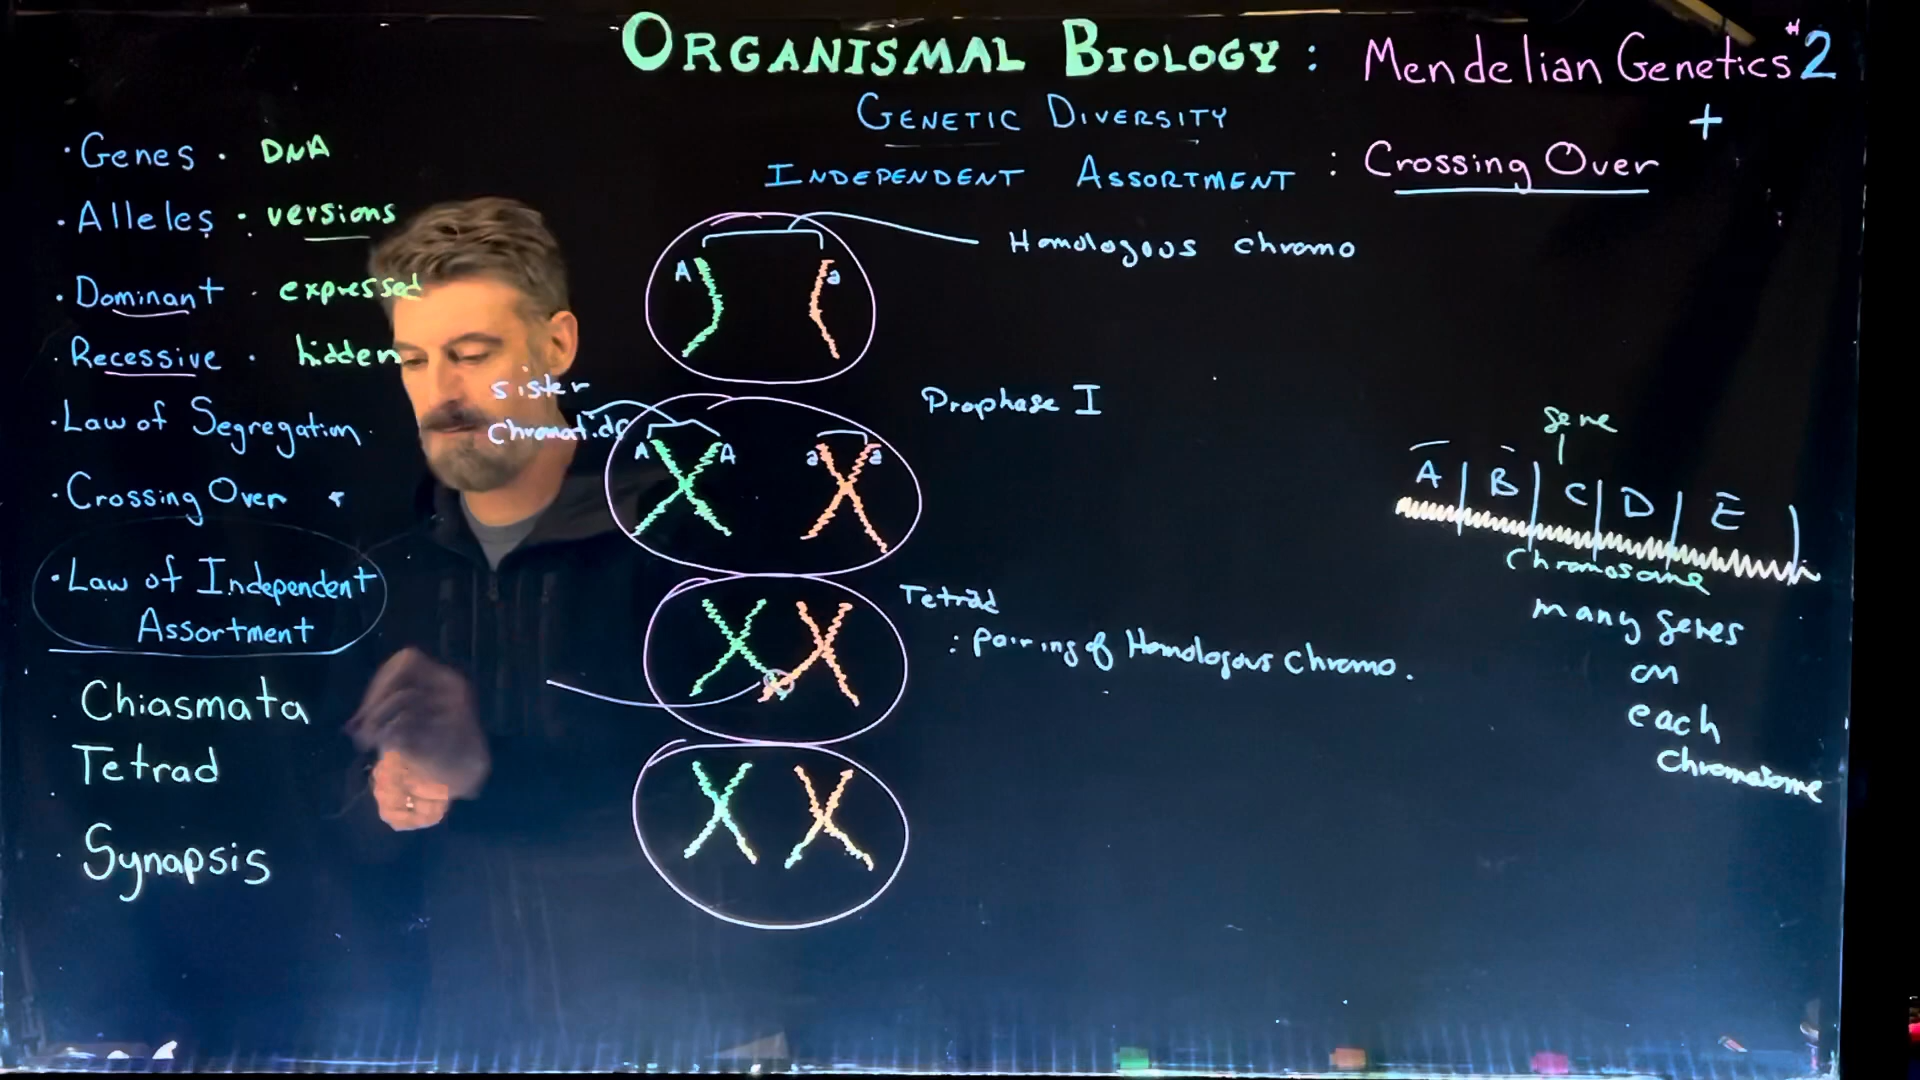 ORGANISMAL BIOLOGY : Mendelian Genetics #2
+
GENETIC DIVERSITY
INDEPENDENT ASSORTMENT : Crossing Over
· Genes · DNA
· Alleles : versions
· Dominant · expressed
· Recessive · hidden
· Law of Segregation
· Crossing Over
· Law of Independent
Assortment
· Chiasmata
· Tetrad
· Synapsis
Homologous chromo
A a
Prophase I
sister
chromatids
A A a a
Tetrad
: pairing of Homologous Chromo.
gene
A B C D E
Chromosome
many genes
on
each
Chromosome